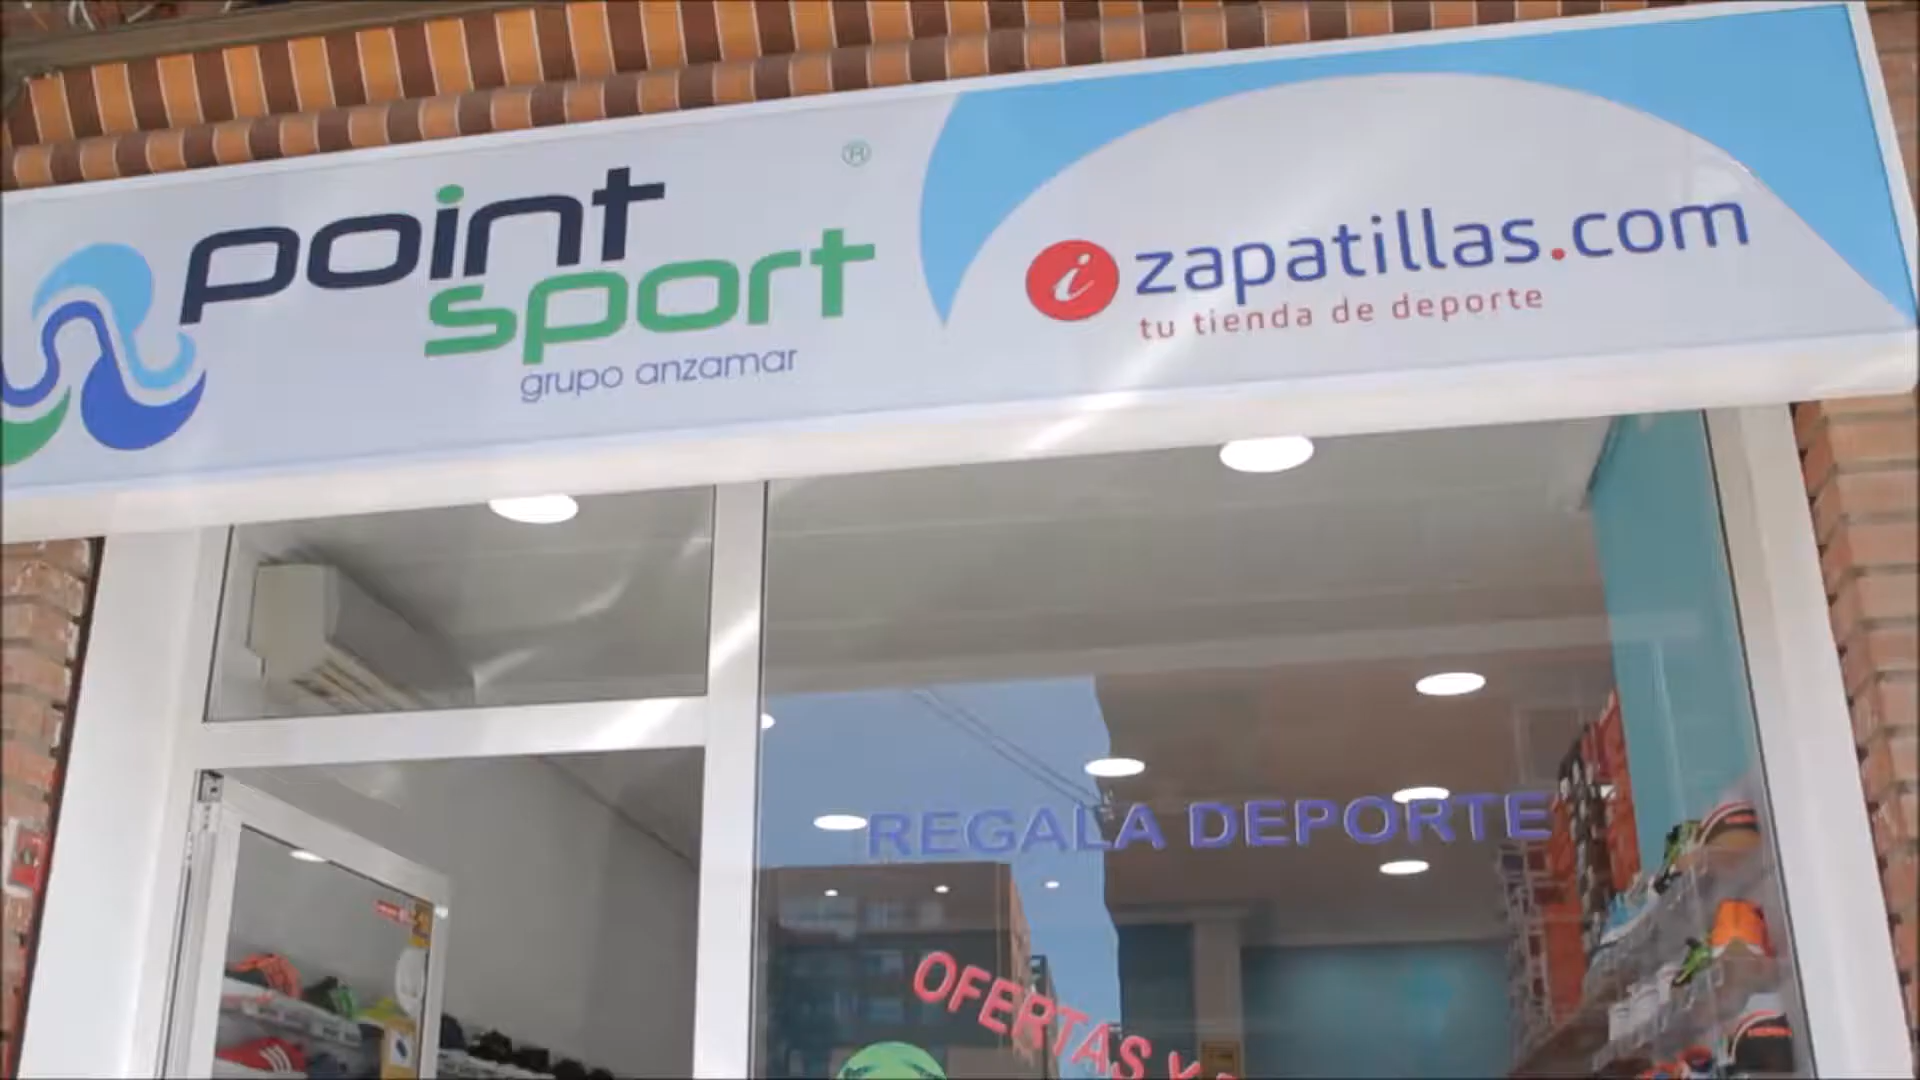 point
sport
®
grupo anzamar
i zapatillas.com
tu tienda de deporte
REGALA DEPORTE
OFERTAS Y